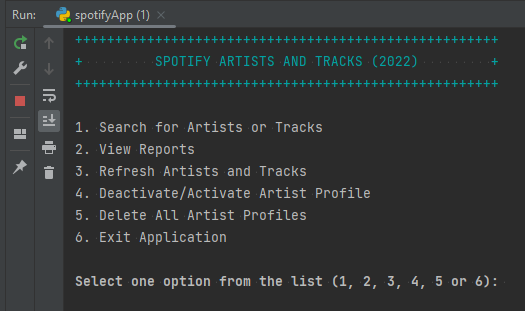 Run: spotifyApp (1) ×
+++++++++++++++++++++++++++++++++++++++++++++++++++++
+ SPOTIFY ARTISTS AND TRACKS (2022) +
+++++++++++++++++++++++++++++++++++++++++++++++++++++
1. Search for Artists or Tracks
2. View Reports
3. Refresh Artists and Tracks
4. Deactivate/Activate Artist Profile
5. Delete All Artist Profiles
6. Exit Application
Select one option from the list (1, 2, 3, 4, 5 or 6):